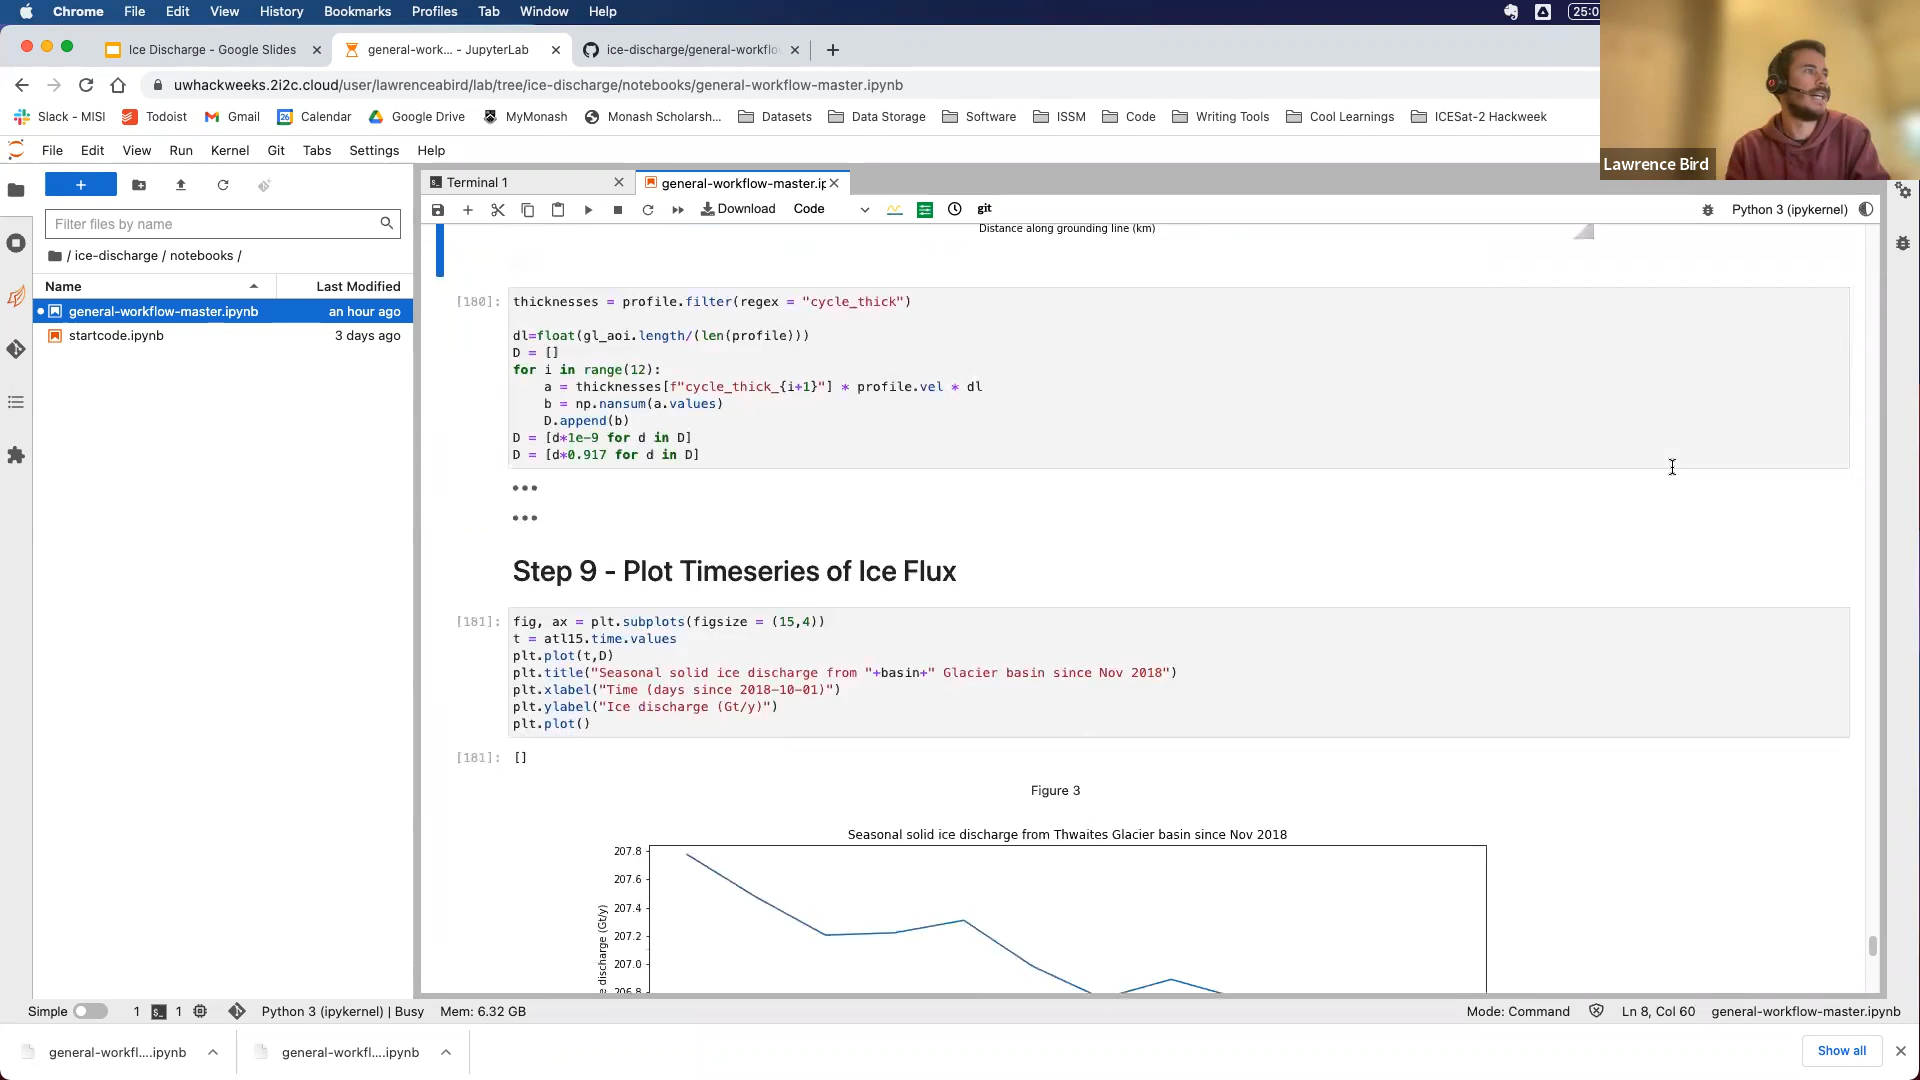 Chrome File Edit View History Bookmarks Profiles Tab Window Help
25:0
Ice Discharge - Google Slides
general-work... - JupyterLab
ice-discharge/general-workflo
uwhackweeks.2i2c.cloud/user/lawrenceabird/lab/tree/ice-discharge/notebooks/general-workflow-master.ipynb
Slack - MISI Todoist Gmail Calendar Google Drive MyMonash Monash Scholarsh... Datasets Data Storage Software ISSM Code Writing Tools Cool Learnings ICESat-2 Hackweek
Lawrence Bird
File Edit View Run Kernel Git Tabs Settings Help
Terminal 1
general-workflow-master.ip
Download Code git Python 3 (ipykernel)
Filter files by name
/ ice-discharge / notebooks /
Name Last Modified
general-workflow-master.ipynb an hour ago
startcode.ipynb 3 days ago
Distance along grounding line (km)
[180]: thicknesses = profile.filter(regex = "cycle_thick")
dl=float(gl_aoi.length/(len(profile)))
D = []
for i in range(12):
a = thicknesses[f"cycle_thick_{i+1}"] * profile.vel * dl
b = np.nansum(a.values)
D.append(b)
D = [d*1e-9 for d in D]
D = [d*0.917 for d in D]
Step 9 - Plot Timeseries of Ice Flux
[181]: fig, ax = plt.subplots(figsize = (15,4))
t = atl15.time.values
plt.plot(t,D)
plt.title("Seasonal solid ice discharge from "+basin+" Glacier basin since Nov 2018")
plt.xlabel("Time (days since 2018-10-01)")
plt.ylabel("Ice discharge (Gt/y)")
plt.plot()
[181]: []
Figure 3
Seasonal solid ice discharge from Thwaites Glacier basin since Nov 2018
207.8
207.6
207.4
207.2
207.0
206.8
e discharge (Gt/y)
Simple 1 1 Python 3 (ipykernel) | Busy Mem: 6.32 GB Mode: Command Ln 8, Col 60 general-workflow-master.ipynb
general-workfl....ipynb general-workfl....ipynb Show all